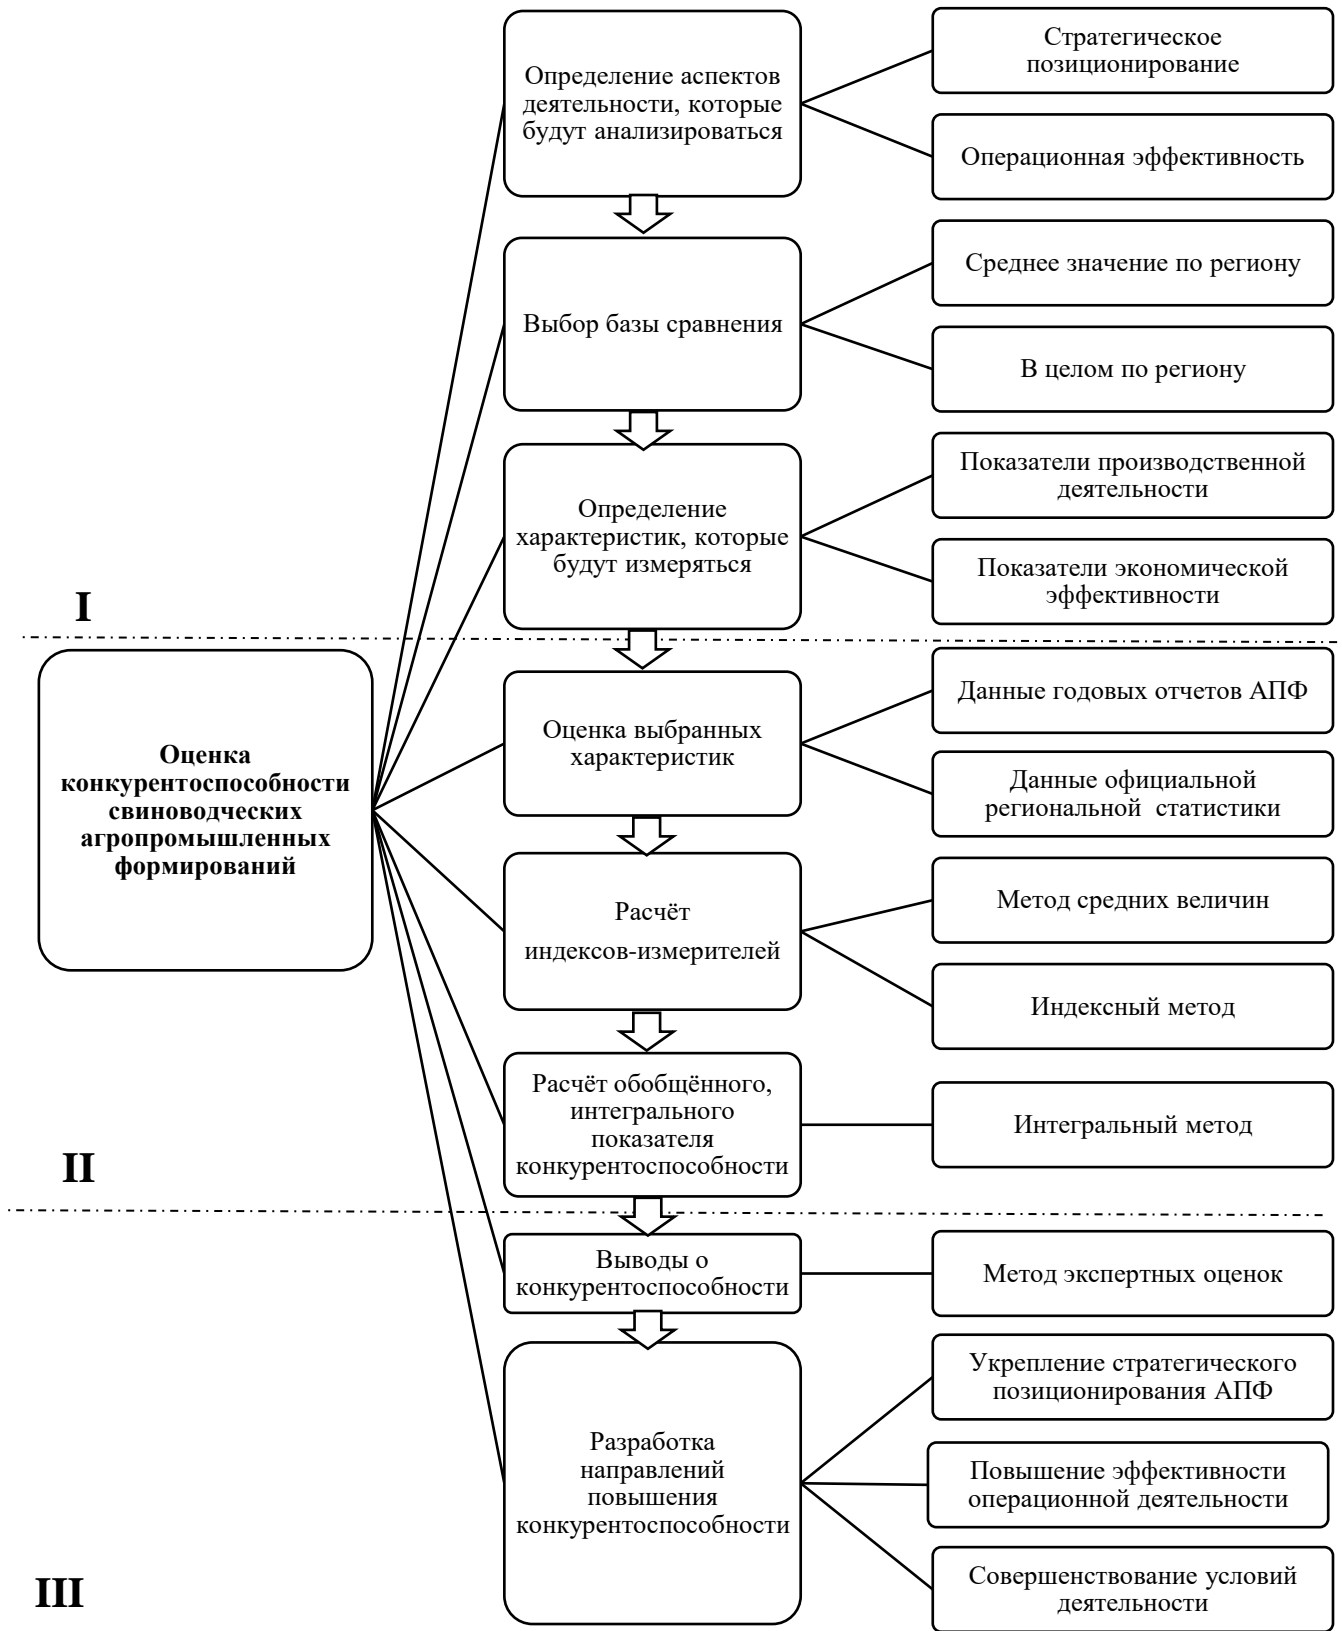 Определение аспектов
деятельности, которые
будут анализироваться
Стратегическое
позиционирование
Операционная эффективность
Выбор базы сравнения
Среднее значение по региону
В целом по региону
Определение
характеристик, которые
будут измеряться
Показатели производственной
деятельности
Показатели экономической
эффективности
I
Оценка
конкурентоспособности
свиноводческих
агропромышленных
формирований
Оценка выбранных
характеристик
Данные годовых отчетов АПФ
Данные официальной
региональной статистики
Расчёт
индексов-измерителей
Метод средних величин
Индексный метод
Расчёт обобщённого,
интегрального
показателя
конкурентоспособности
Интегральный метод
II
Выводы о
конкурентоспособности
Метод экспертных оценок
Разработка
направлений
повышения
конкурентоспособности
Укрепление стратегического
позиционирования АПФ
Повышение эффективности
операционной деятельности
Совершенствование условий
деятельности
III